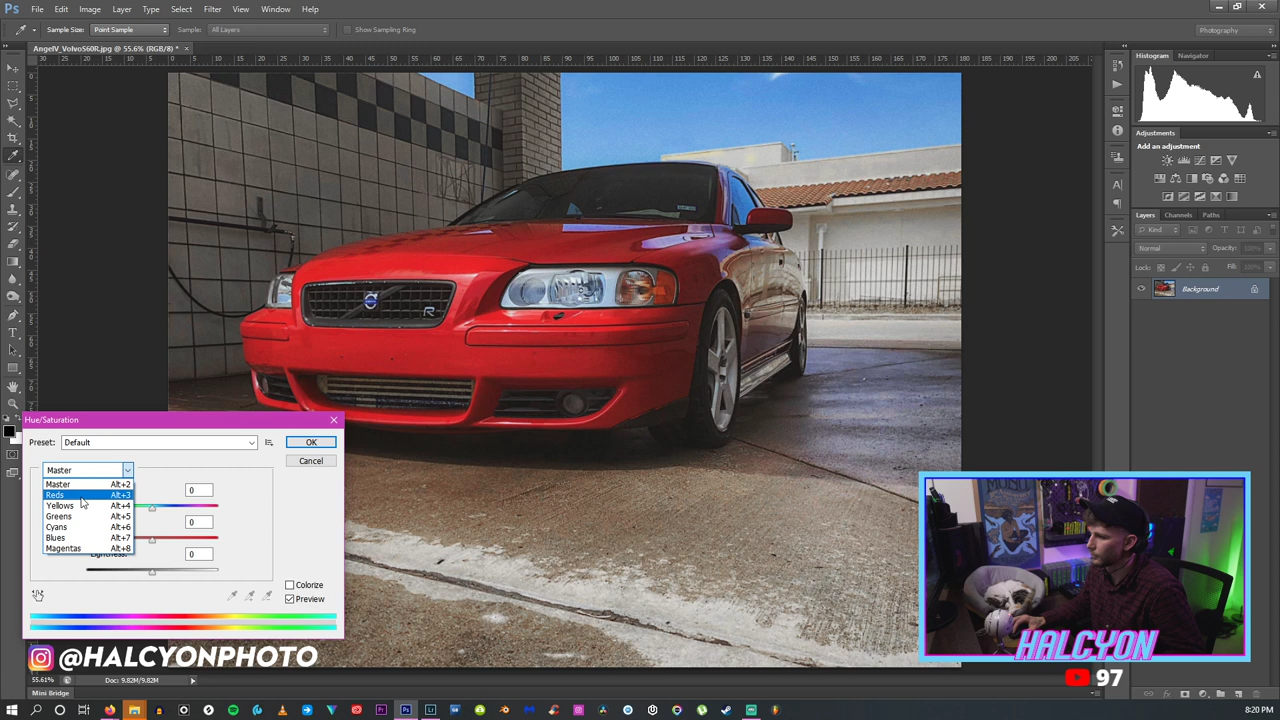 Ps File Edit Image Layer Type Select Filter View Window Help
Sample Size: Point Sample Sample: All Layers Show Sampling Ring Photography
AngelV_VolvoS60R.jpg @ 55.6% (RGB/8) * ×
Histogram Navigator
Adjustments
Add an adjustment
Layers Channels Paths
Kind
Normal Opacity:
Lock: Fill:
Background
R
Hue/Saturation
Preset: Default OK
Cancel
Master
Master Alt+2
Reds Alt+3
Yellows Alt+4
Greens Alt+5
Cyans Alt+6
Blues Alt+7
Magentas Alt+8
0
0
0
Colorize
Preview
@HALCYONPHOTO
HALCYON
97
55.61% Doc: 9.82M/9.82M
Mini Bridge
8:20 PM